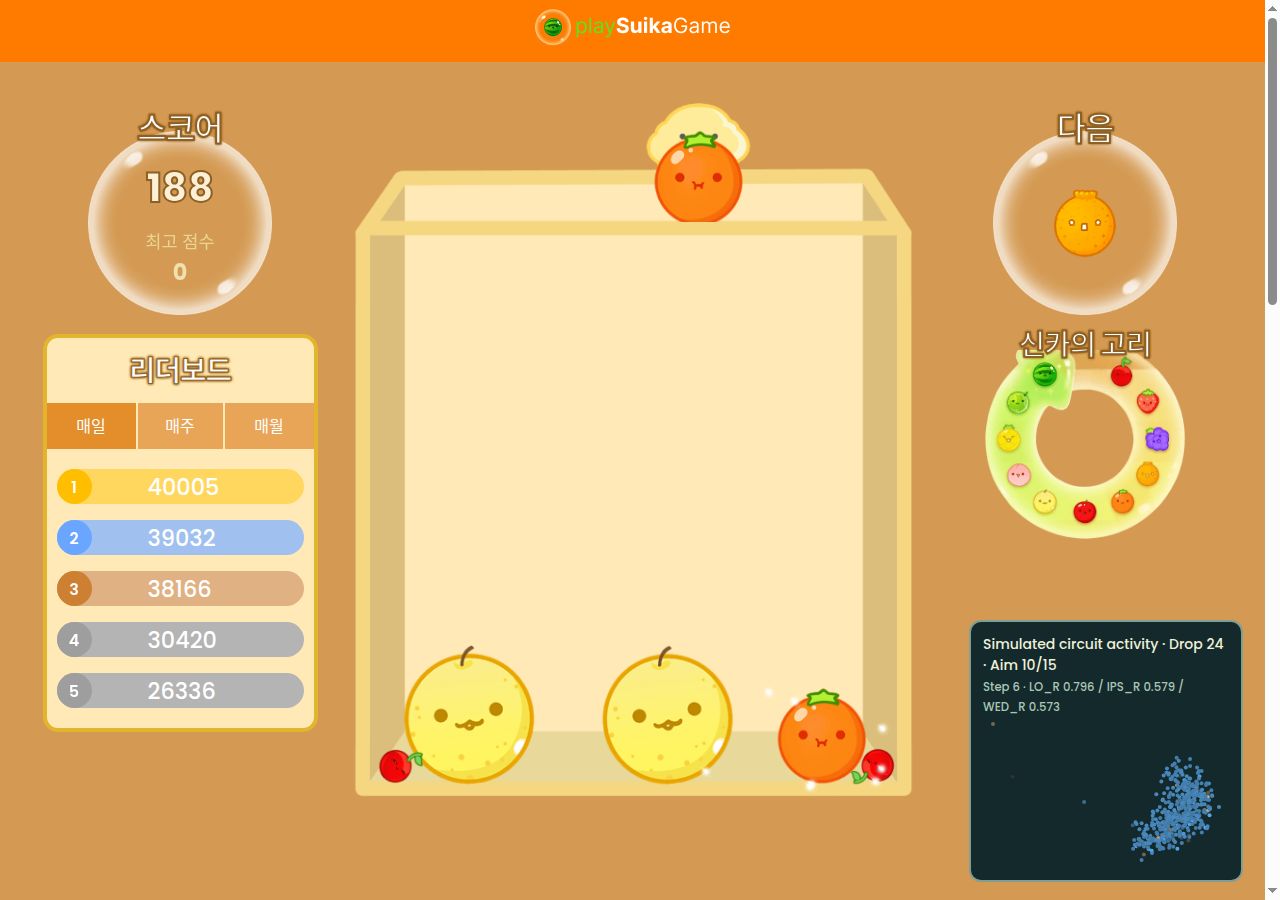 playSuikaGame
스코어
188
최고 점수
0
다음
신카의 고리
리더보드
매일 매주 매월
1 40005
2 39032
3 38166
4 30420
5 26336
Simulated circuit activity · Drop 24
· Aim 10/15
Step 6 · LO_R 0.796 / IPS_R 0.579 /
WED_R 0.573